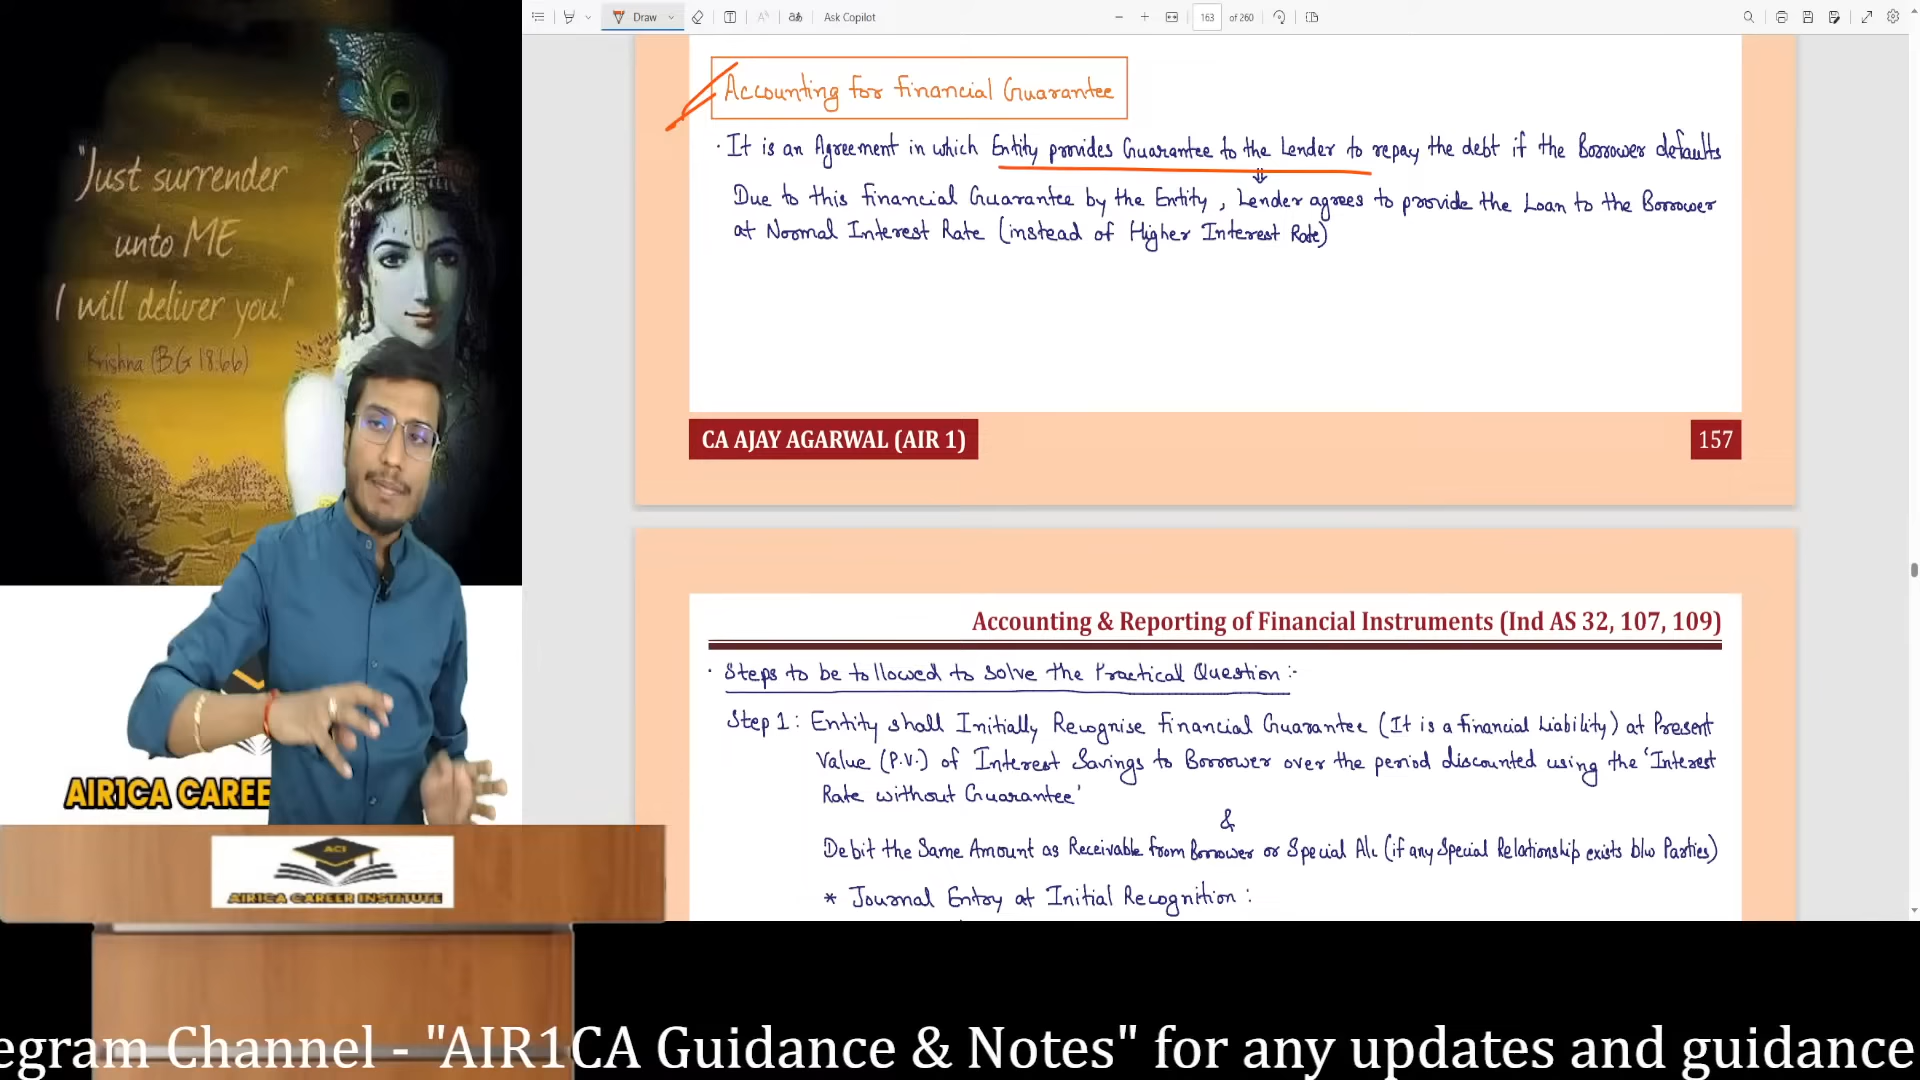 "Just surrender
unto ME
I will deliver you!"
Krishna (B.G 18.66)
AIR1CA CAREE
ACI
AIR1CA CAREER INSTITUTE
Draw
Ask Copilot
163 of 260
Accounting for Financial Guarantee
· It is an Agreement in which Entity provides Guarantee to the Lender to repay the debt if the Borrower defaults
Due to this Financial Guarantee by the Entity, Lender agrees to provide the Loan to the Borrower
at Normal Interest Rate (instead of Higher Interest Rate)
CA AJAY AGARWAL (AIR 1)
157
Accounting & Reporting of Financial Instruments (Ind AS 32, 107, 109)
· Steps to be followed to solve the Practical Question :-
Step 1 : Entity shall Initially Recognise Financial Guarantee (It is a Financial Liability) at Present
Value (P.V.) of Interest Savings to Borrower over the period discounted using the 'Interest
Rate without Guarantee'
&
Debit the Same Amount as Receivable from Borrower or Special A/c (if any Special Relationship exists b/w Parties)
* Journal Entry at Initial Recognition :
egram Channel - "AIR1CA Guidance & Notes" for any updates and guidance